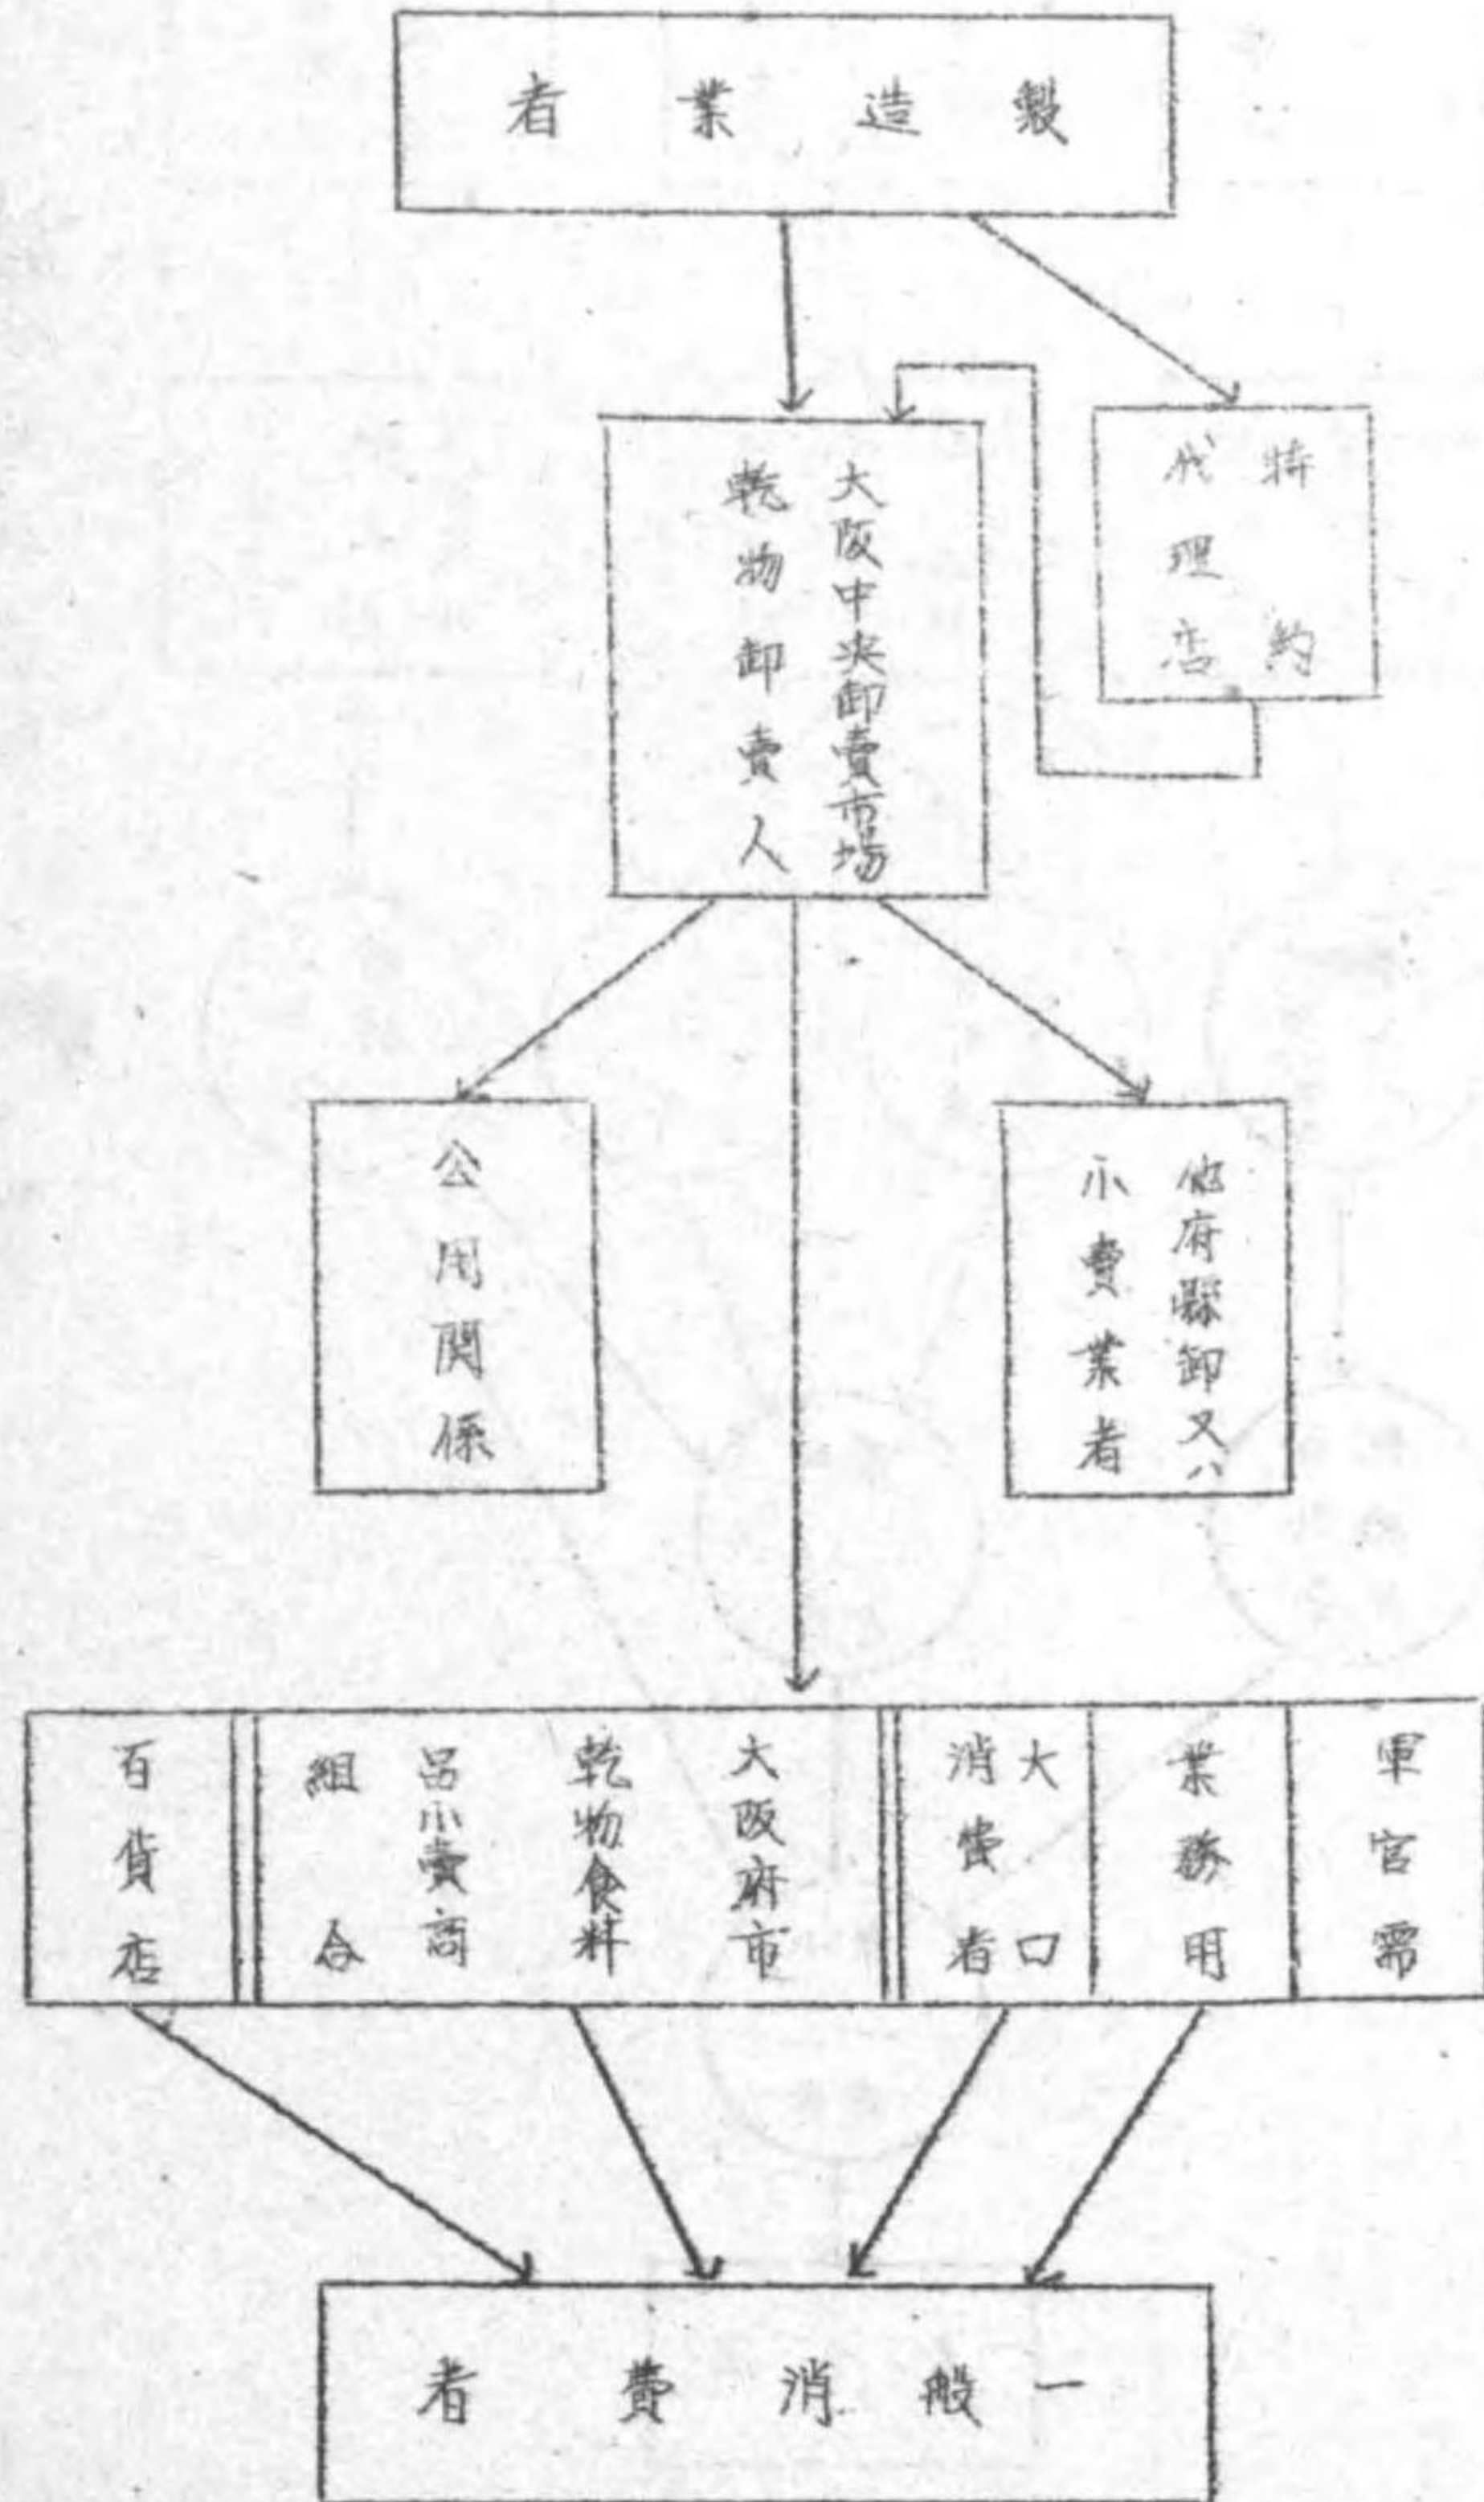 製造業者
特約
代理店
大阪中央卸賣市場
乾物卸賣人
他府縣卸又ハ
小賣業者
公用関係
軍官需
業務用
大口
消費者
大阪府市
乾物食料
品小賣商
組合
百貨店
一般消費者